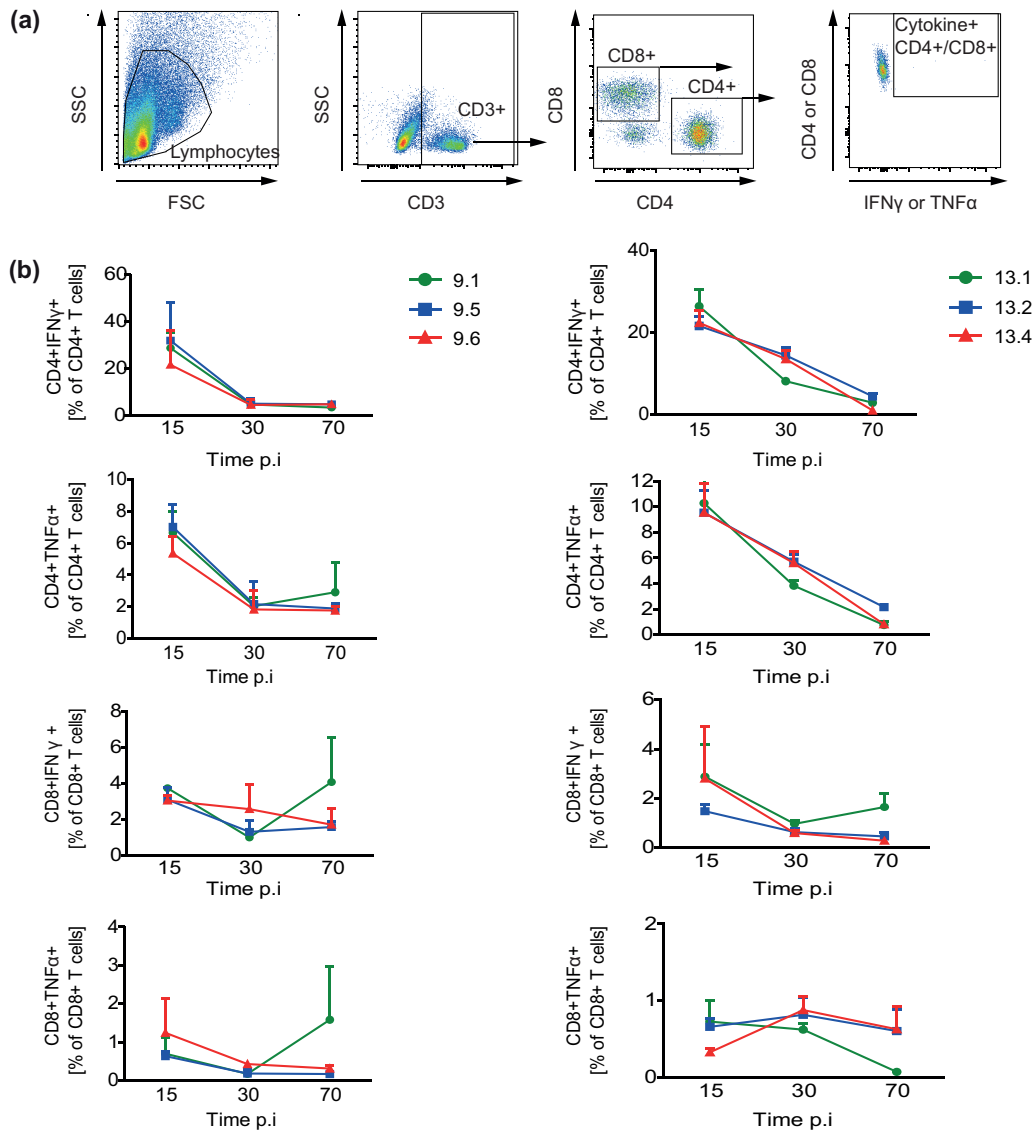 (a)
SSC
Lymphocytes
FSC
SSC
CD3+
CD3
CD8
CD8+
CD4+
CD4
CD4 or CD8
Cytokine+
CD4+/CD8+
IFNγ or TNFα
(b)
CD4+IFNγ+
[% of CD4+ T cells]
60
40
20
0
15 30 70
Time p.i
9.1
9.5
9.6
CD4+IFNγ+
[% of CD4+ T cells]
40
20
0
15 30 70
Time p.i
13.1
13.2
13.4
CD4+TNFα+
[% of CD4+ T cells]
10
8
6
4
2
0
15 30 70
Time p.i
CD4+TNFα+
[% of CD4+ T cells]
12
10
8
6
4
2
0
15 30 70
Time p.i
CD8+IFN γ +
[% of CD8+ T cells]
8
6
4
2
0
15 30 70
Time p.i
CD8+IFN γ +
[% of CD8+ T cells]
6
4
2
0
15 30 70
Time p.i
CD8+TNFα+
[% of CD8+ T cells]
4
3
2
1
0
15 30 70
Time p.i
CD8+TNFα+
[% of CD8+ T cells]
2
1
0
15 30 70
Time p.i